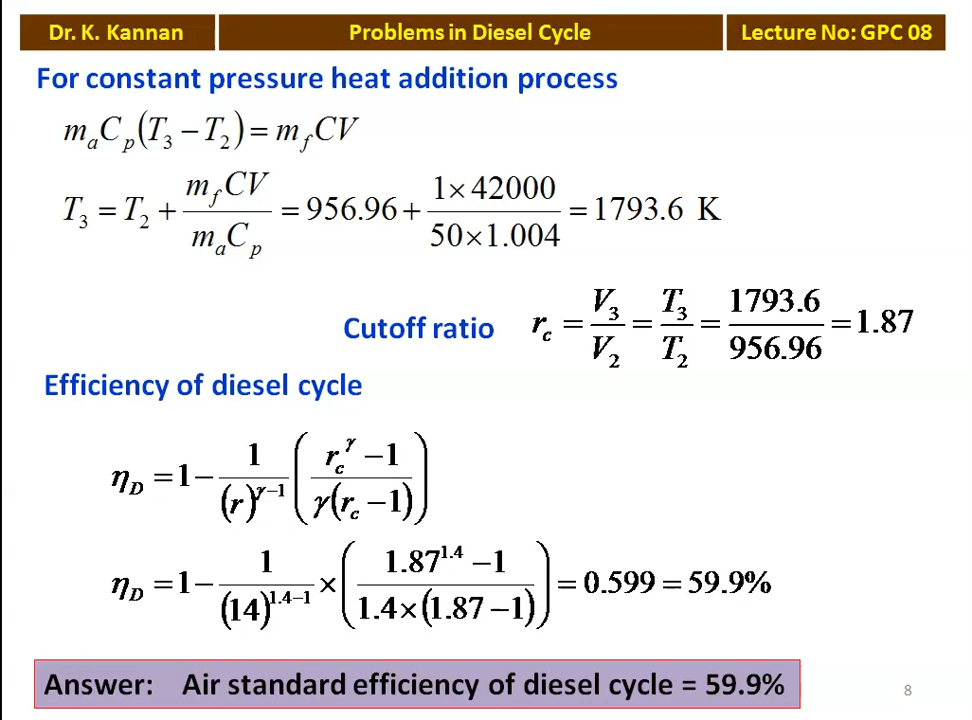 Dr. K. Kannan Problems in Diesel Cycle Lecture No: GPC 08
For constant pressure heat addition process
m_a C_p (T_3 − T_2) = m_f CV
T_3 = T_2 + (m_f CV)/(m_a C_p) = 956.96 + (1 × 42000)/(50 × 1.004) = 1793.6 K
Cutoff ratio r_c = V_3/V_2 = T_3/T_2 = 1793.6/956.96 = 1.87
Efficiency of diesel cycle
η_D = 1 − 1/(r)^(γ−1) ((r_c^γ − 1)/(γ(r_c − 1)))
η_D = 1 − 1/(14)^(1.4−1) × ((1.87^1.4 − 1)/(1.4 × (1.87 − 1))) = 0.599 = 59.9%
Answer: Air standard efficiency of diesel cycle = 59.9%
8